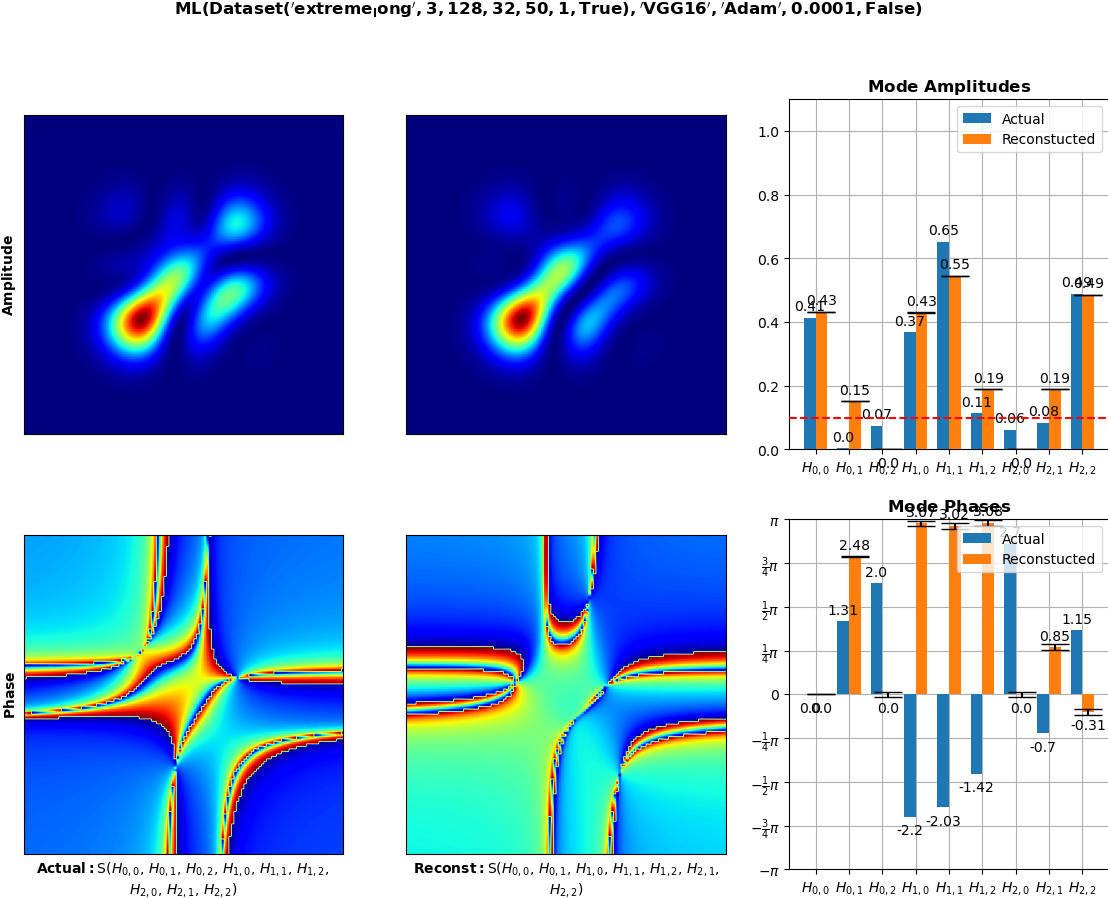 ML(Dataset('extreme_long', 3, 128, 32, 50, 1, True), 'VGG16', 'Adam', 0.0001, False)
Amplitude
Mode Amplitudes
Actual
Reconstucted
1.0
0.8
0.6
0.4
0.2
0.0
0.41
0.43
0.0
0.15
0.07
0.0
0.37
0.43
0.65
0.55
0.11
0.19
0.06
0.0
0.08
0.19
0.49
0.49
H0,0 H0,1 H0,2 H1,0 H1,1 H1,2 H2,0 H2,1 H2,2
Phase
Mode Phases
Actual
Reconstucted
π
3/4π
1/2π
1/4π
0
−1/4π
−1/2π
−3/4π
−π
0.0
0.0
1.31
2.48
2.0
0.0
-2.2
3.07
-2.03
3.02
-1.42
3.08
2.7
0.0
-0.7
0.85
1.15
-0.31
H0,0 H0,1 H0,2 H1,0 H1,1 H1,2 H2,0 H2,1 H2,2
Actual: S(H0,0, H0,1, H0,2, H1,0, H1,1, H1,2,
H2,0, H2,1, H2,2)
Reconst: S(H0,0, H0,1, H1,0, H1,1, H1,2, H2,1,
H2,2)